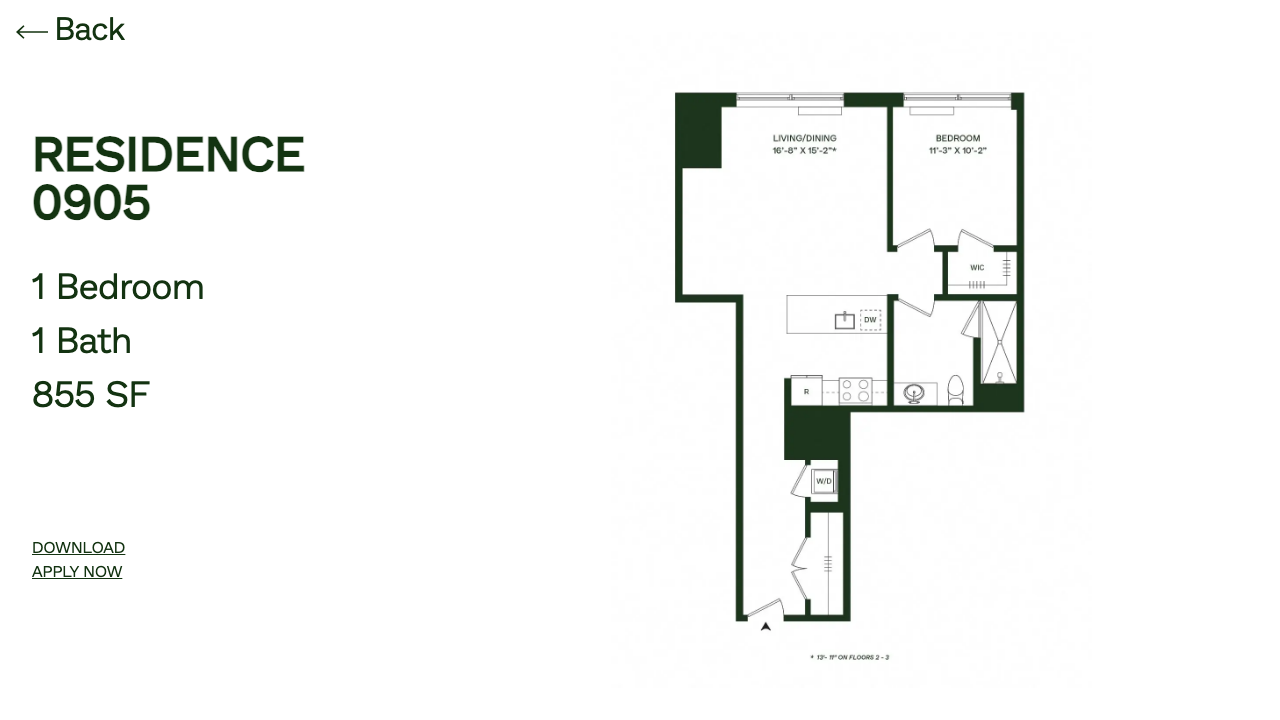 Back
RESIDENCE
0905
1 Bedroom
1 Bath
855 SF
DOWNLOAD
APPLY NOW
LIVING/DINING
16'-8" X 15'-2"*
BEDROOM
11'-3" X 10'-2"
WIC
DW
R
W/D
* 13'- 11" ON FLOORS 2 - 3